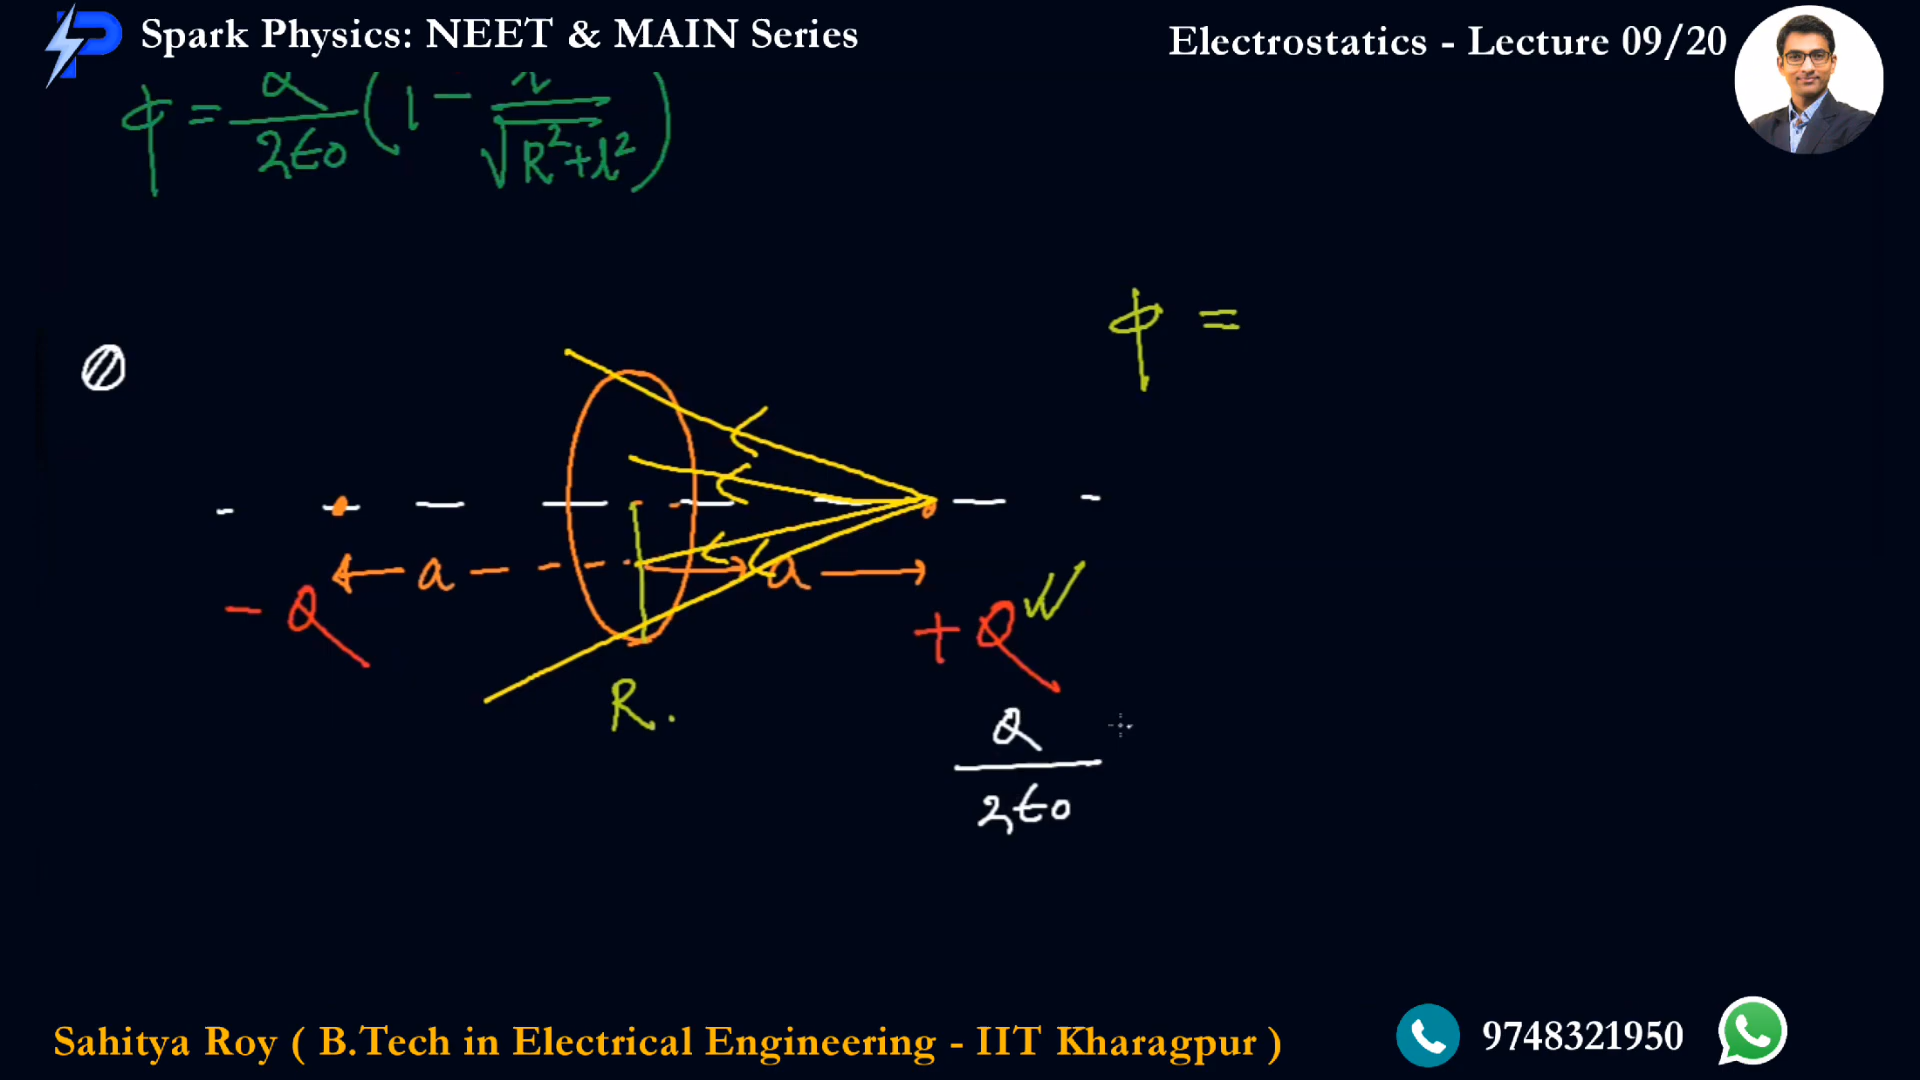 Spark Physics: NEET & MAIN Series
Electrostatics - Lecture 09/20
ϕ = Q/2ε0 (1 - x/√R²+x²)
ϕ =
a
a
- Q
+ Q
R.
Q/2ε0
Sahitya Roy ( B.Tech in Electrical Engineering - IIT Kharagpur )
9748321950